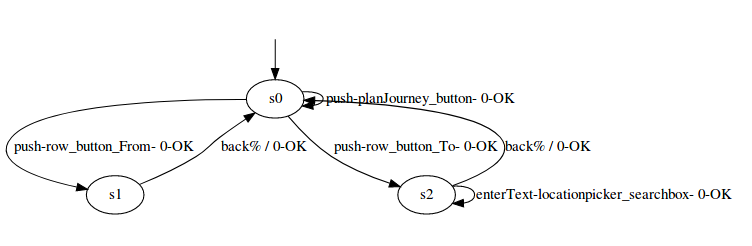 s0
push-planJourney_button- 0-OK
push-row_button_From- 0-OK
back% / 0-OK
push-row_button_To- 0-OK
back% / 0-OK
s1
s2
enterText-locationpicker_searchbox- 0-OK